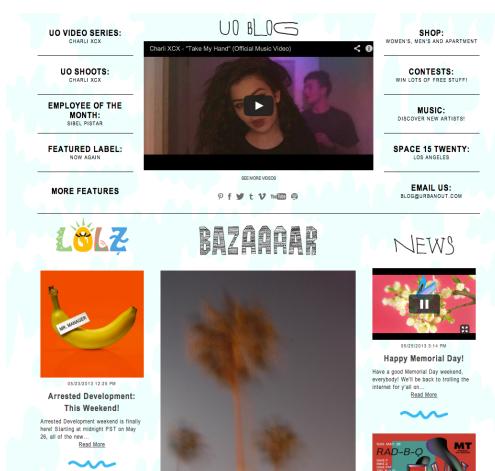 UO BLOG
UO VIDEO SERIES:
CHARLI XCX
UO SHOOTS:
CHARLI XCX
EMPLOYEE OF THE
MONTH:
SIBEL PISTAR
FEATURED LABEL:
NOW AGAIN
MORE FEATURES
Charli XCX - "Take My Hand" (Official Music Video)
SEE MORE VIDEOS
You Tube
SHOP:
WOMEN'S, MEN'S AND APARTMENT
CONTESTS:
WIN LOTS OF FREE STUFF!
MUSIC:
DISCOVER NEW ARTISTS!
SPACE 15 TWENTY:
LOS ANGELES
EMAIL US:
BLOG@URBANOUT.COM
LOLZ
MR. MANAGER
05/23/2013 12:25 PM
Arrested Development:
This Weekend!
Arrested Development weekend is finally
here! Starting at midnight PST on May
26, all of the new...
Read More
BAZAAAAR
NEWS
05/25/2013 3:14 PM
Happy Memorial Day!
Have a good Memorial Day weekend,
everybody! We'll be back to trolling the
internet for y'all on...
Read More
RAD-B-Q
MT